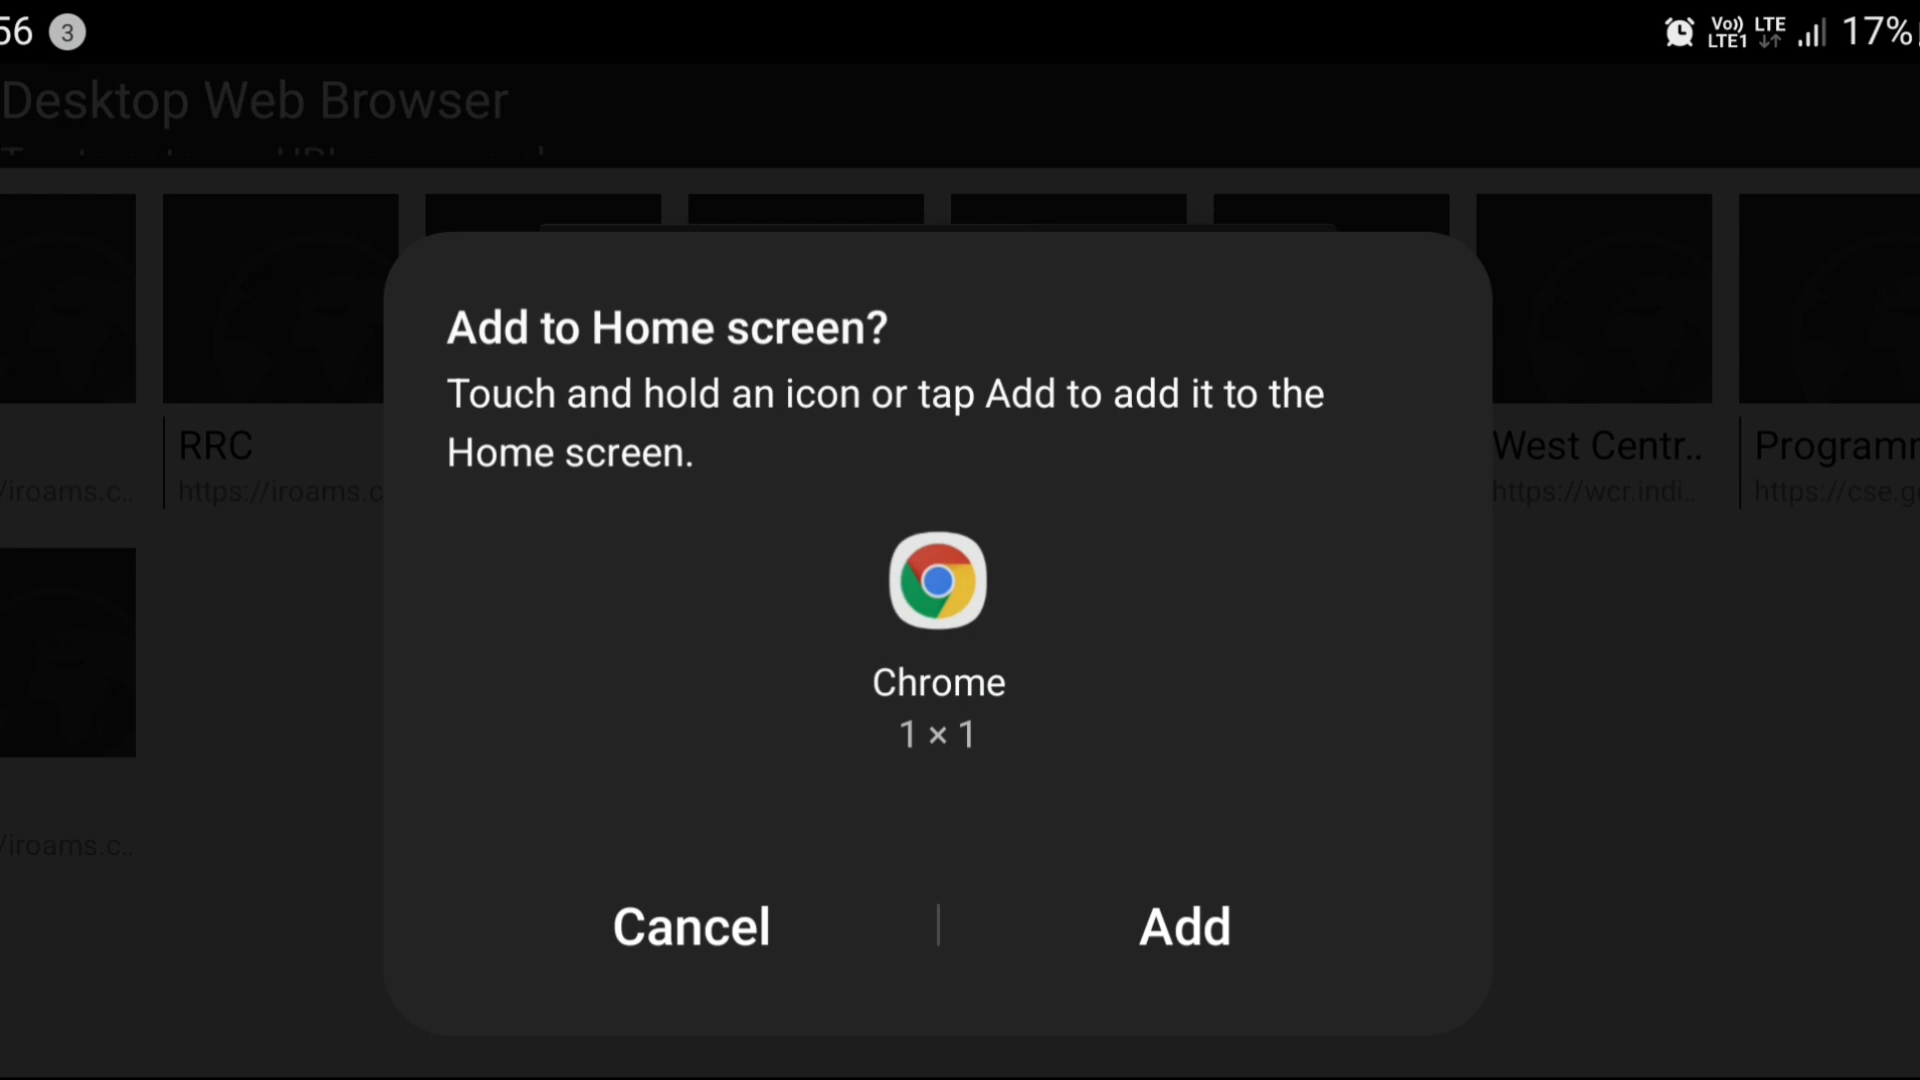 56 3 Vo)) LTE1 LTE 17%
Desktop Web Browser
Add to Home screen?
Touch and hold an icon or tap Add to add it to the
Home screen.
RRC
West Centr..
Programm
/iroams.c..
https://iroams.c
https://wcr.indi..
https://cse.g
Chrome
1 × 1
/iroams.c..
Cancel
Add